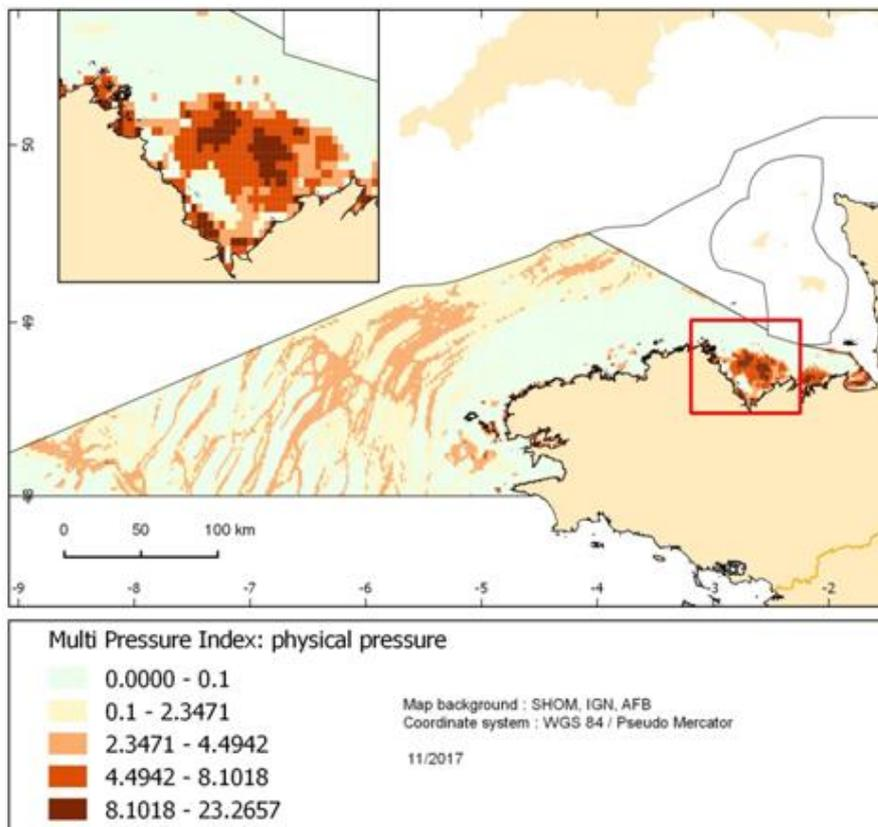 50
49
48
0 50 100 km
-9 -8 -7 -6 -5 -4 -3 -2
Multi Pressure Index: physical pressure
0.0000 - 0.1
0.1 - 2.3471
2.3471 - 4.4942
4.4942 - 8.1018
8.1018 - 23.2657
Map background : SHOM, IGN, AFB
Coordinate system : WGS 84 / Pseudo Mercator
11/2017